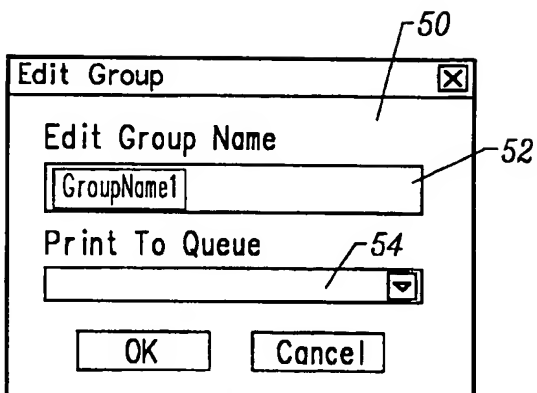 50
Edit Group
Edit Group Name
52
GroupName1
Print To Queue
54
OK Cancel